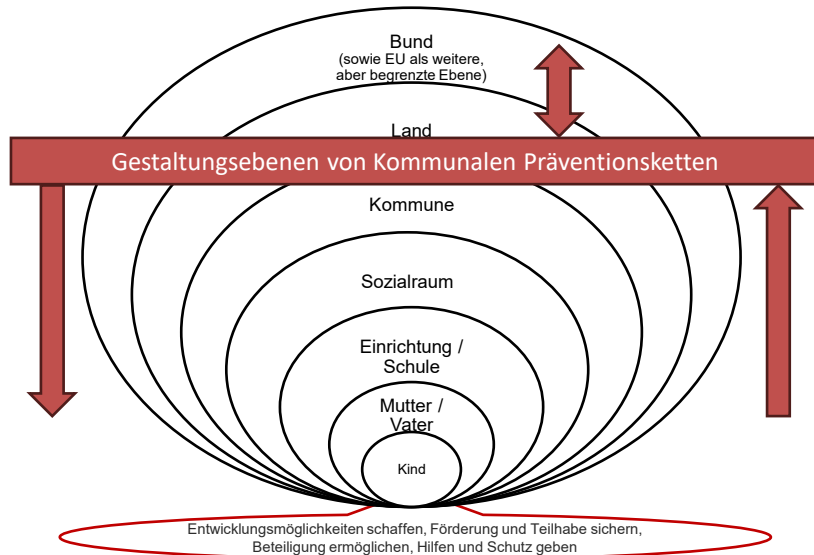 Bund
(sowie EU als weitere,
aber begrenzte Ebene)
Land
Gestaltungsebenen von Kommunalen Präventionsketten
Kommune
Sozialraum
Einrichtung /
Schule
Mutter /
Vater
Kind
Entwicklungsmöglichkeiten schaffen, Förderung und Teilhabe sichern,
Beteiligung ermöglichen, Hilfen und Schutz geben